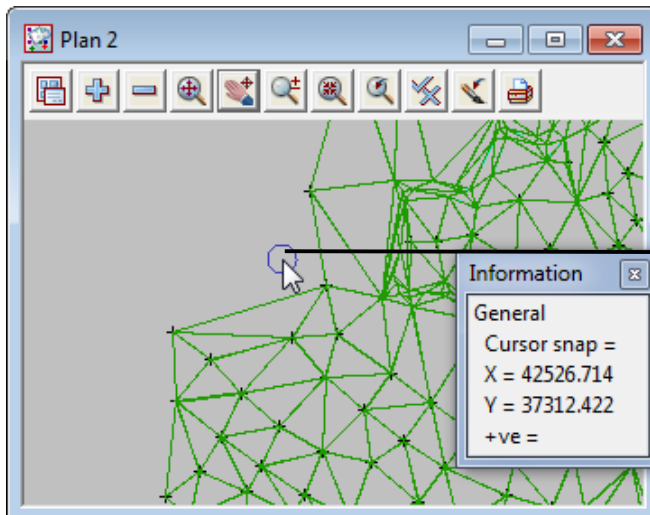 Plan 2
Information
General
Cursor snap =
X = 42526.714
Y = 37312.422
+ve =